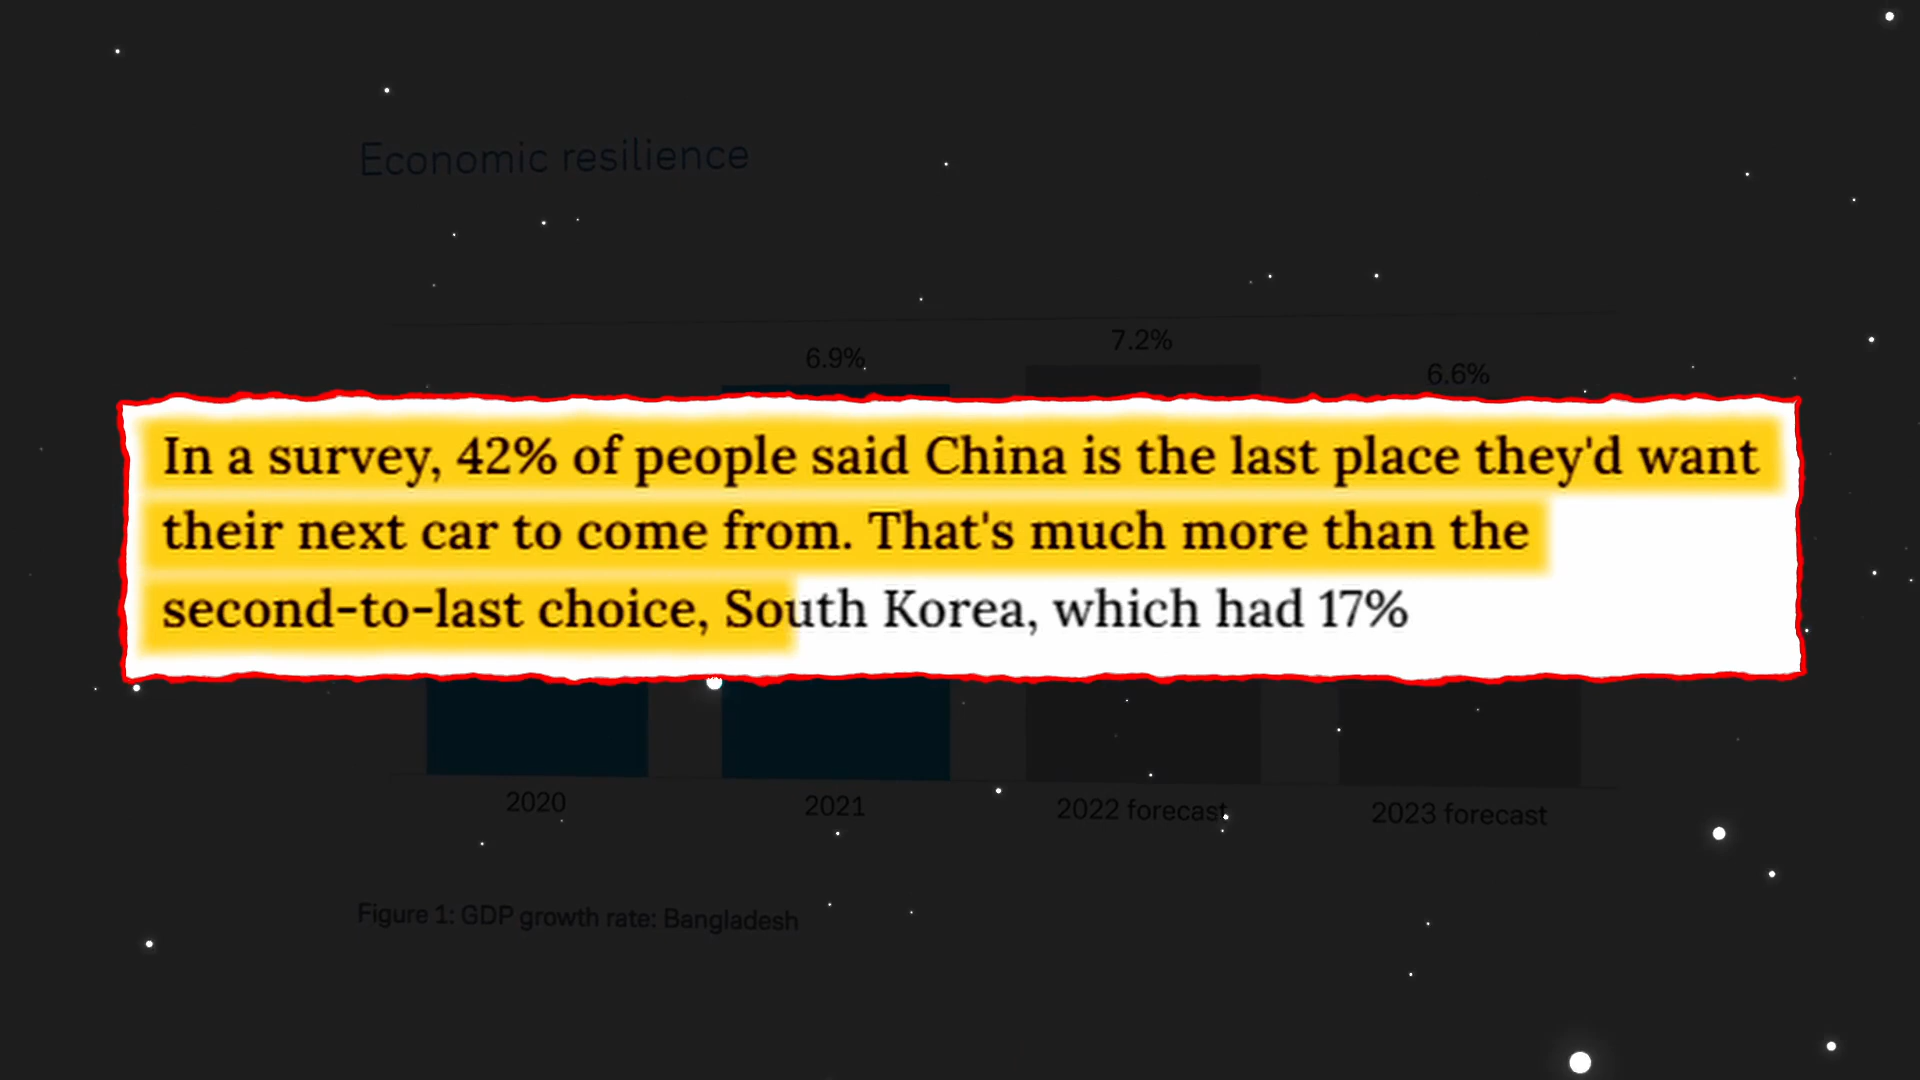 Economic resilience
6.9%
7.2%
6.6%
In a survey, 42% of people said China is the last place they'd want
their next car to come from. That's much more than the
second-to-last choice, South Korea, which had 17%
2020
2021
2022 forecast
2023 forecast
Figure 1: GDP growth rate: Bangladesh